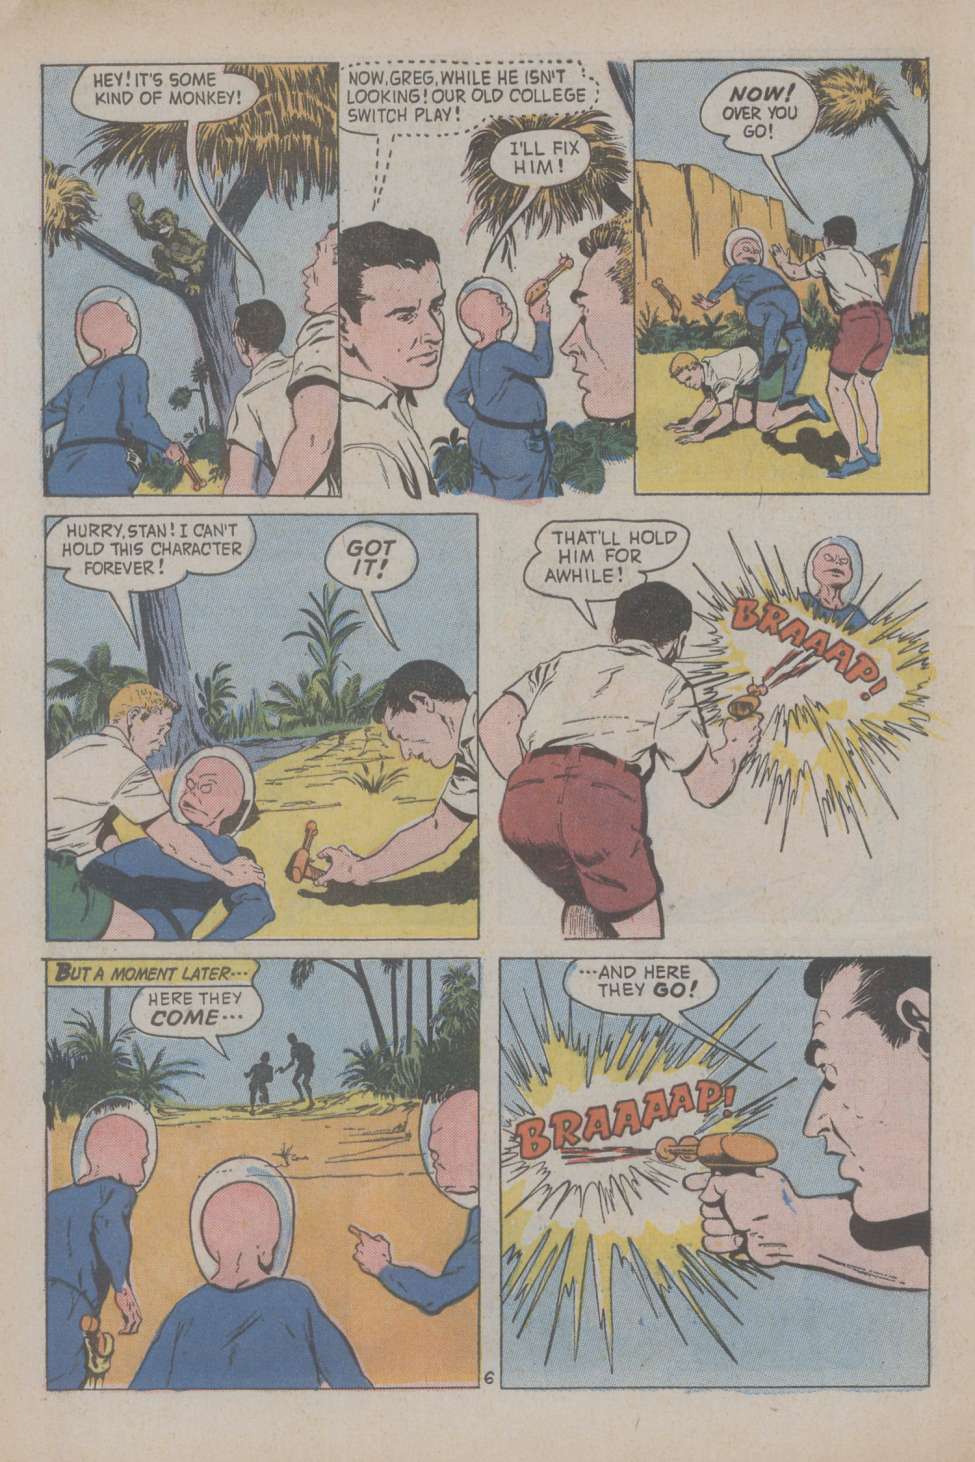 HEY! IT'S SOME
KIND OF MONKEY!
NOW, GREG, WHILE HE ISN'T
LOOKING! OUR OLD COLLEGE
SWITCH PLAY!
I'LL FIX
HIM!
NOW!
OVER YOU
GO!
HURRY, STAN! I CAN'T
HOLD THIS CHARACTER
FOREVER!
GOT
IT!
THAT'LL HOLD
HIM FOR
AWHILE!
BRAAAAP!
BUT A MOMENT LATER---
HERE THEY
COME---
---AND HERE
THEY GO!
BRAAAAAP!
6